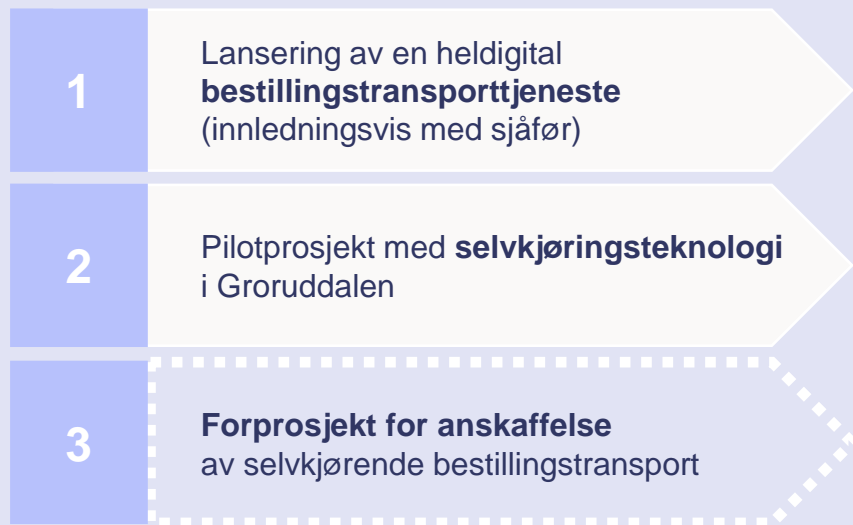 1
Lansering av en heldigital
bestillingstransporttjeneste
(innledningsvis med sjåfør)
2
Pilotprosjekt med selvkjøringsteknologi
i Groruddalen
3
Forprosjekt for anskaffelse
av selvkjørende bestillingstransport